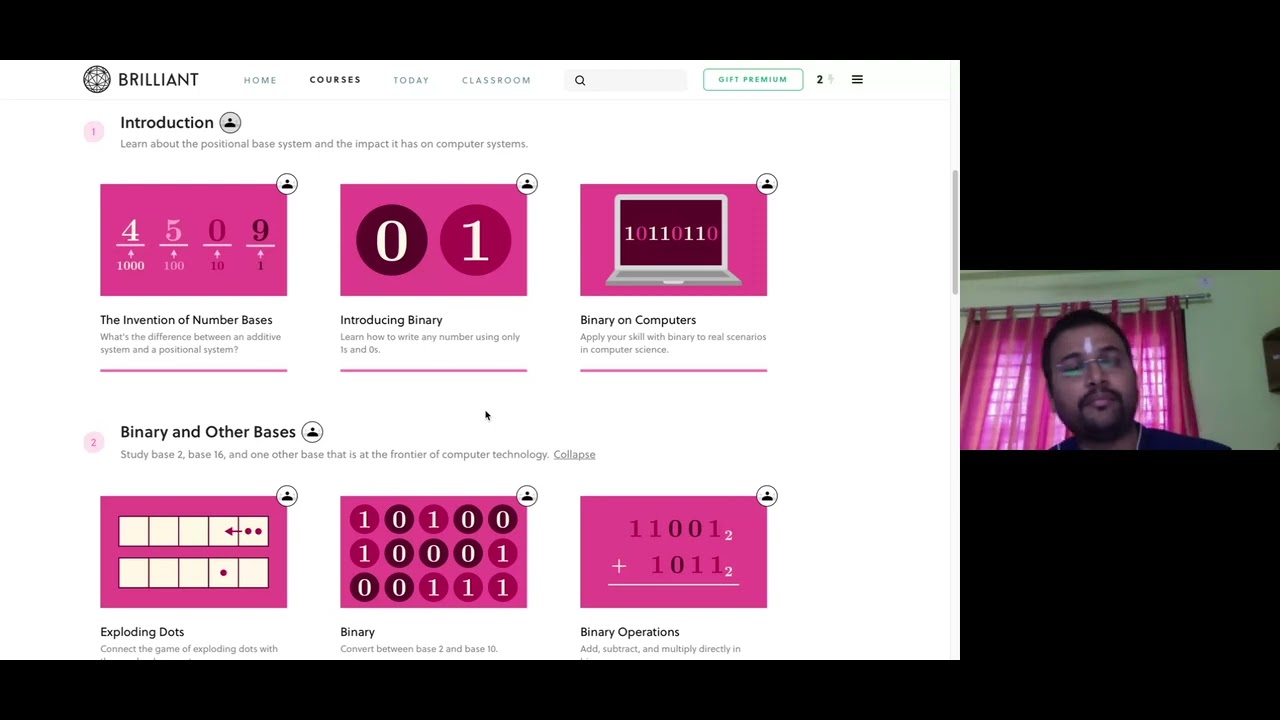 BRILLIANT HOME COURSES TODAY CLASSROOM GIFT PREMIUM 2
1 Introduction
Learn about the positional base system and the impact it has on computer systems.
4 5 0 9
1000 100 10 1
0 1
10110110
The Invention of Number Bases
What's the difference between an additive
system and a positional system?
Introducing Binary
Learn how to write any number using only
1s and 0s.
Binary on Computers
Apply your skill with binary to real scenarios
in computer science.
2 Binary and Other Bases
Study base 2, base 16, and one other base that is at the frontier of computer technology. Collapse
1 0 1 0 0
1 0 0 0 1
0 0 1 1 1
11001₂
+ 1011₂
Exploding Dots
Connect the game of exploding dots with
Binary
Convert between base 2 and base 10.
Binary Operations
Add, subtract, and multiply directly in